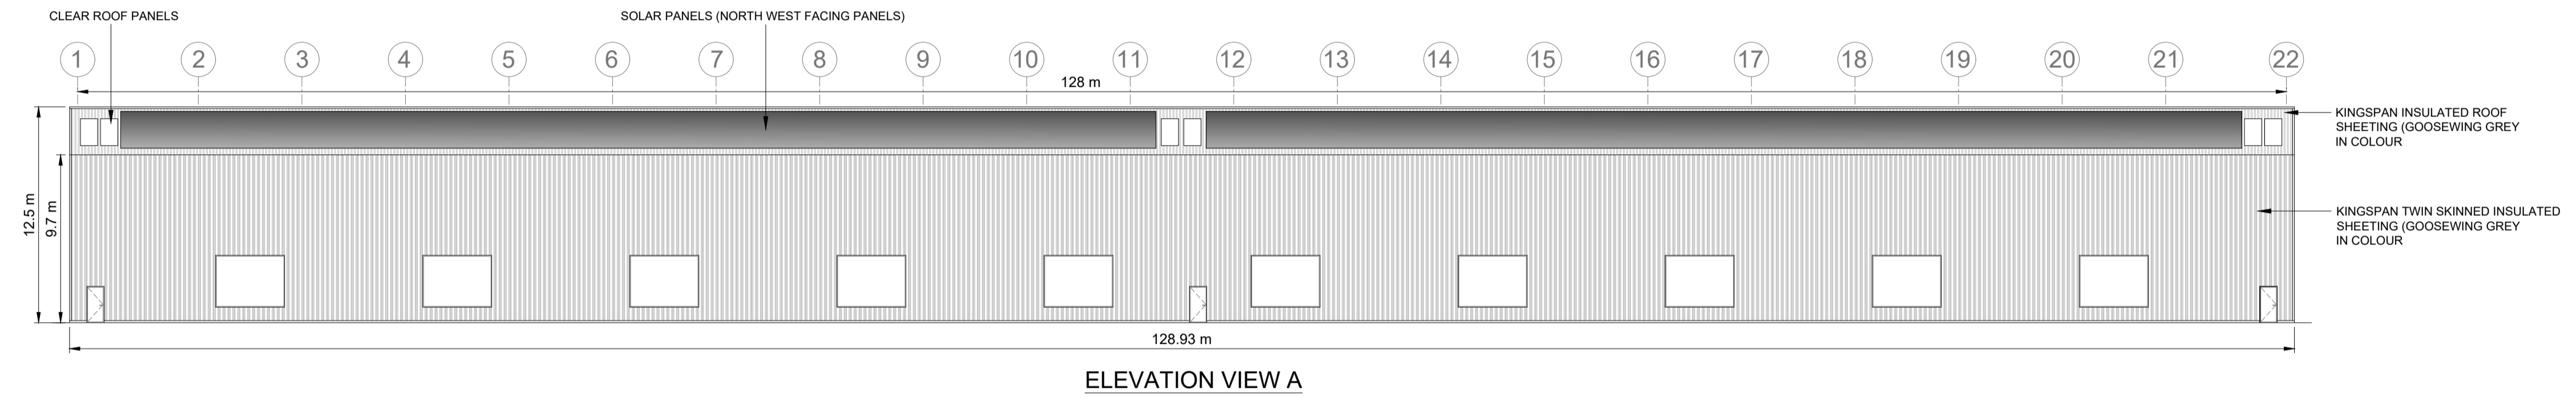 CLEAR ROOF PANELS
SOLAR PANELS (NORTH WEST FACING PANELS)
1 2 3 4 5 6 7 8 9 10 11 12 13 14 15 16 17 18 19 20 21 22
128 m
KINGSPAN INSULATED ROOF
SHEETING (GOOSEWING GREY
IN COLOUR
12.5 m
9.7 m
KINGSPAN TWIN SKINNED INSULATED
SHEETING (GOOSEWING GREY
IN COLOUR
128.93 m
ELEVATION VIEW A